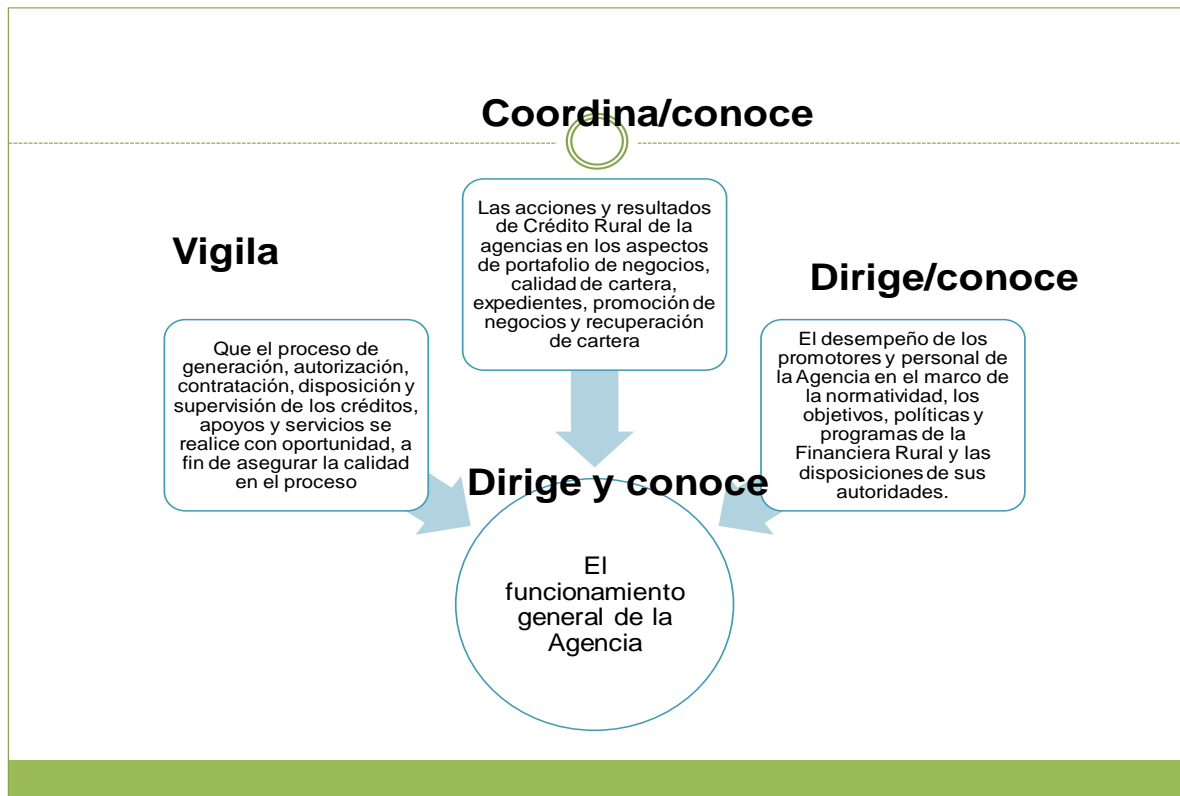 Coordina/conoce
Las acciones y resultados
de Crédito Rural de la
agencias en los aspectos
de portafolio de negocios,
calidad de cartera,
expedientes, promoción de
negocios y recuperación
de cartera
Vigila
Que el proceso de
generación, autorización,
contratación, disposición y
supervisión de los créditos,
apoyos y servicios se
realice con oportunidad, a
fin de asegurar la calidad
en el proceso
Dirige/conoce
El desempeño de los
promotores y personal de
la Agencia en el marco de
la normatividad, los
objetivos, políticas y
programas de la
Financiera Rural y las
disposiciones de sus
autoridades.
Dirige y conoce
El
funcionamiento
general de la
Agencia